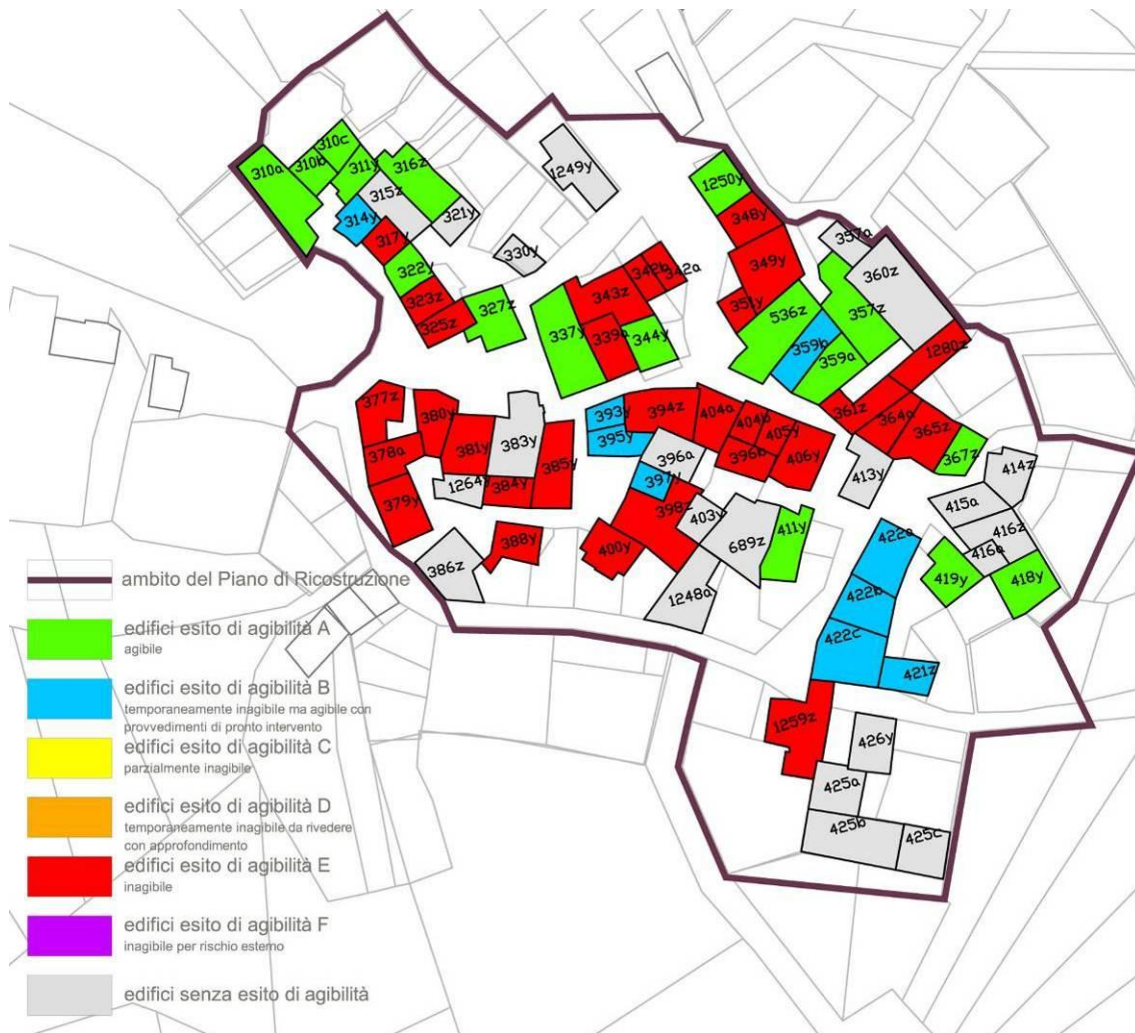 310a
310b
310c
311y
316z
315z
314y
317y
321y
322y
323z
325z
327z
330y
1249y
1250y
348y
349y
351y
342b
342a
343z
337y
339a
344y
536z
359b
359a
357a
360z
357z
1280z
361z
364a
365z
367z
377z
378a
379y
380y
381y
383y
385y
1264y
384y
386z
388y
393y
395y
394z
404a
404b
405y
406y
396a
396b
397y
398z
400y
403y
689z
411y
1248a
413y
414z
415a
416z
416a
419y
418y
422a
422b
422c
421z
1259z
426y
425a
425b
425c
ambito del Piano di Ricostruzione
edifici esito di agibilità A
agibile
edifici esito di agibilità B
temporaneamente inagibile ma agibile con
provvedimenti di pronto intervento
edifici esito di agibilità C
parzialmente inagibile
edifici esito di agibilità D
temporaneamente inagibile da rivedere
con approfondimento
edifici esito di agibilità E
inagibile
edifici esito di agibilità F
inagibile per rischio esterno
edifici senza esito di agibilità